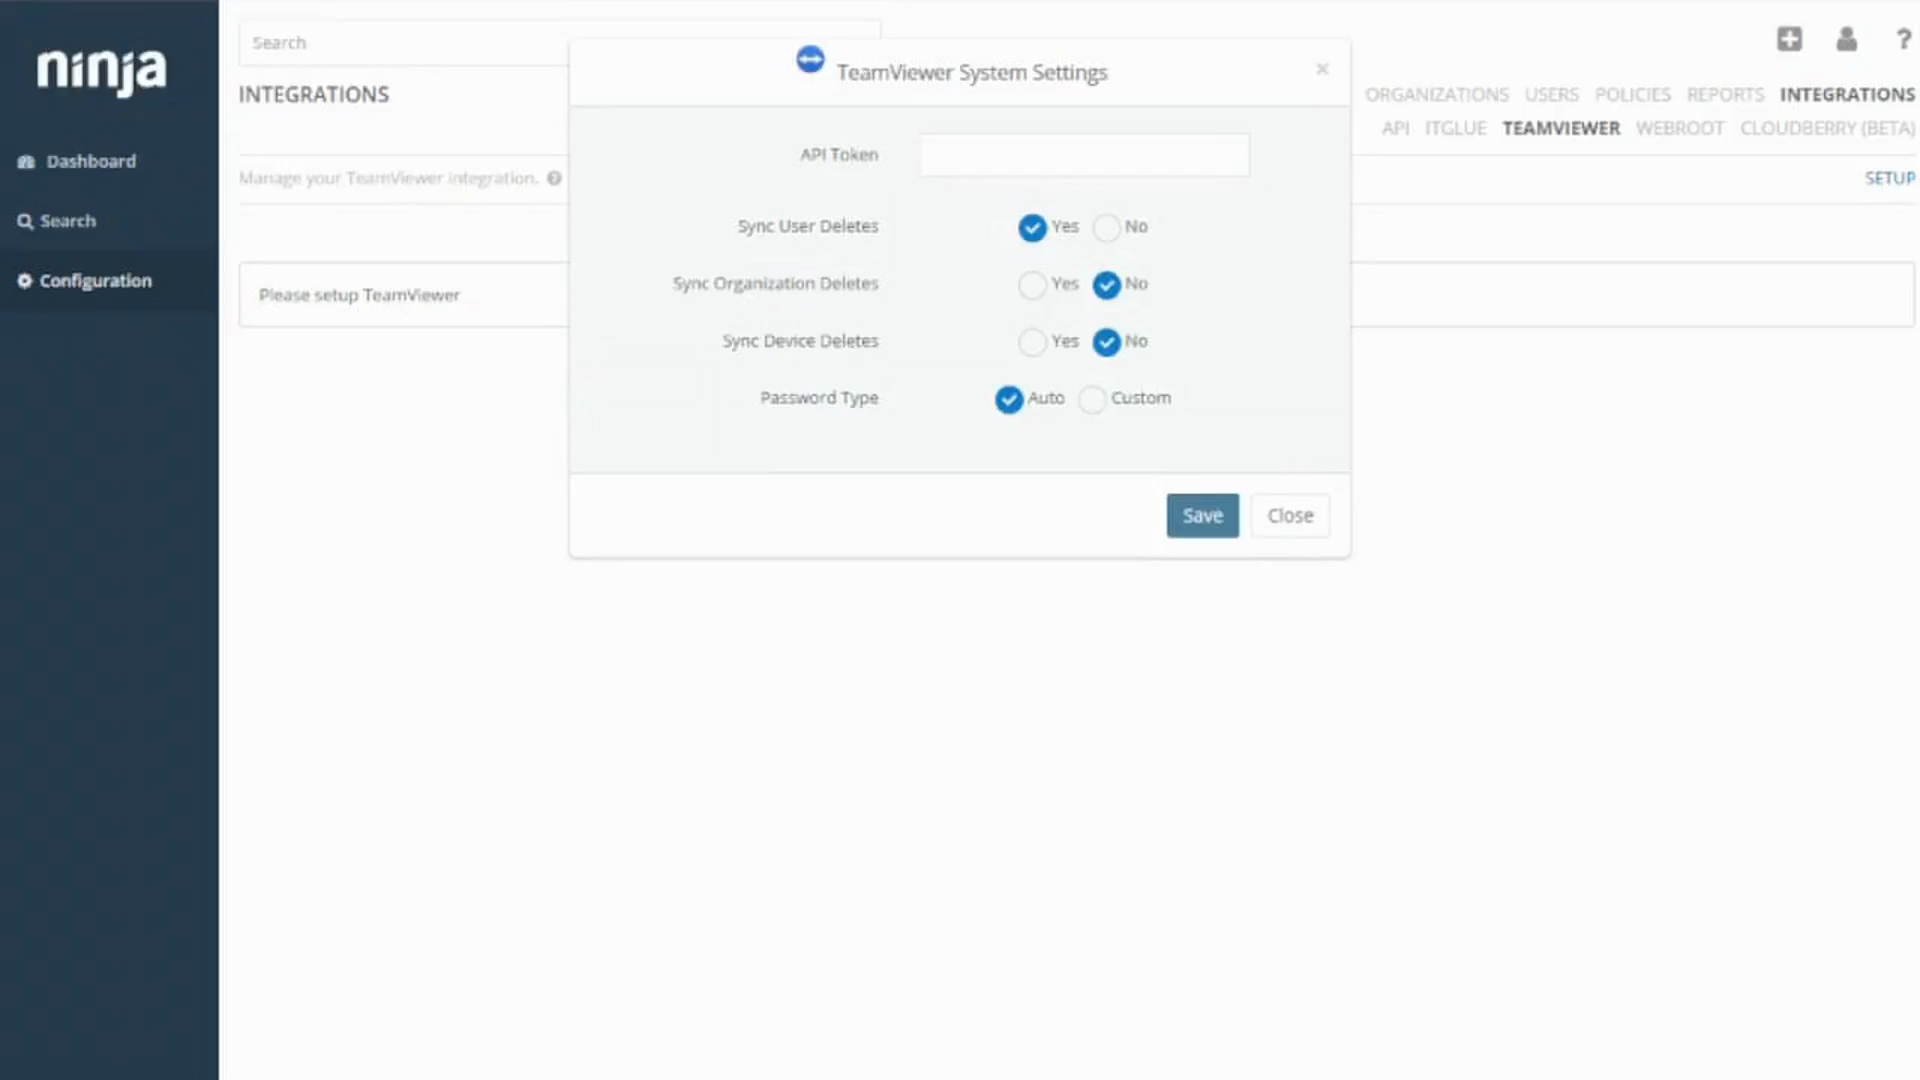 ninja
Dashboard
Search
Configuration
Search
INTEGRATIONS
ORGANIZATIONS USERS POLICIES REPORTS INTEGRATIONS
API ITGLUE TEAMVIEWER WEBROOT CLOUDBERRY (BETA)
Manage your TeamViewer integration.
SETUP
Please setup TeamViewer
TeamViewer System Settings
API Token
Sync User Deletes Yes No
Sync Organization Deletes Yes No
Sync Device Deletes Yes No
Password Type Auto Custom
Save Close